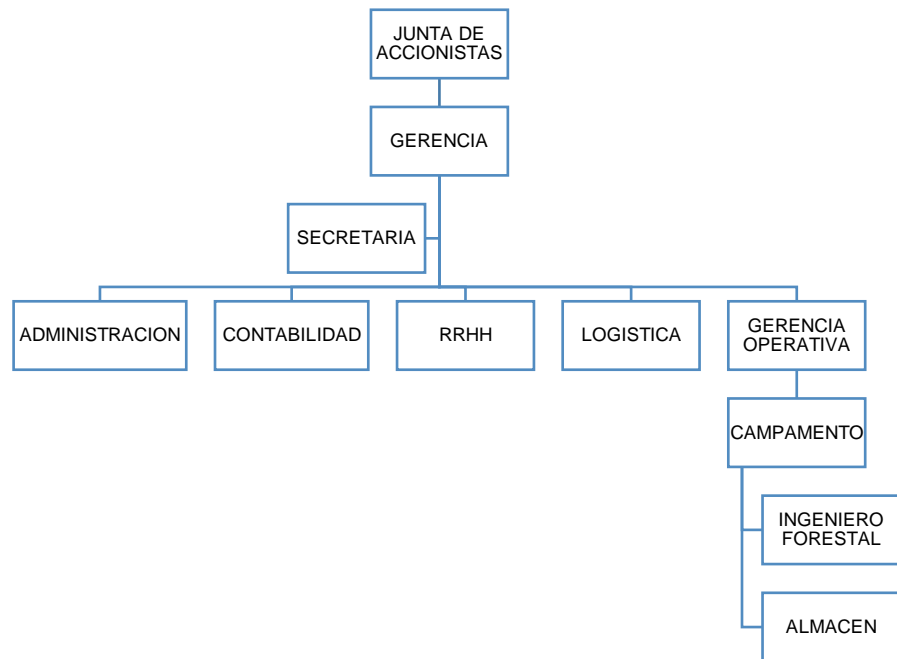 JUNTA DE
ACCIONISTAS
GERENCIA
SECRETARIA
ADMINISTRACION
CONTABILIDAD
RRHH
LOGISTICA
GERENCIA
OPERATIVA
CAMPAMENTO
INGENIERO
FORESTAL
ALMACEN